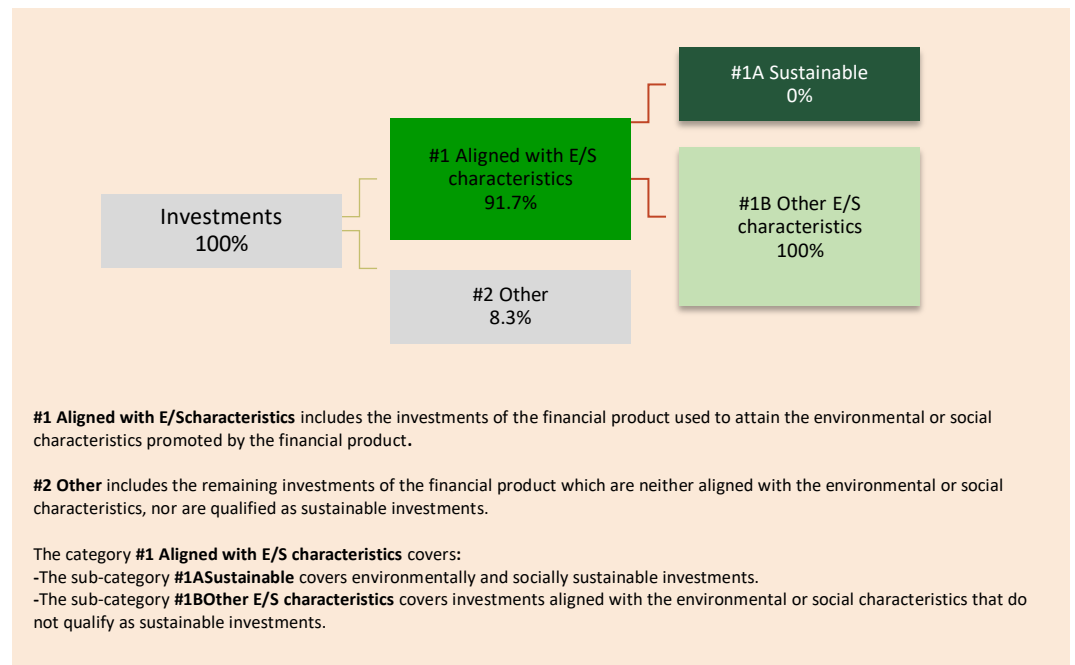 #1A Sustainable
0%
#1 Aligned with E/S
characteristics
91.7%
Investments
100%
#1B Other E/S
characteristics
100%
#2 Other
8.3%
#1 Aligned with E/Scharacteristics includes the investments of the financial product used to attain the environmental or social
characteristics promoted by the financial product.
#2 Other includes the remaining investments of the financial product which are neither aligned with the environmental or social
characteristics, nor are qualified as sustainable investments.
The category #1 Aligned with E/S characteristics covers:
-The sub-category #1ASustainable covers environmentally and socially sustainable investments.
-The sub-category #1BOther E/S characteristics covers investments aligned with the environmental or social characteristics that do
not qualify as sustainable investments.